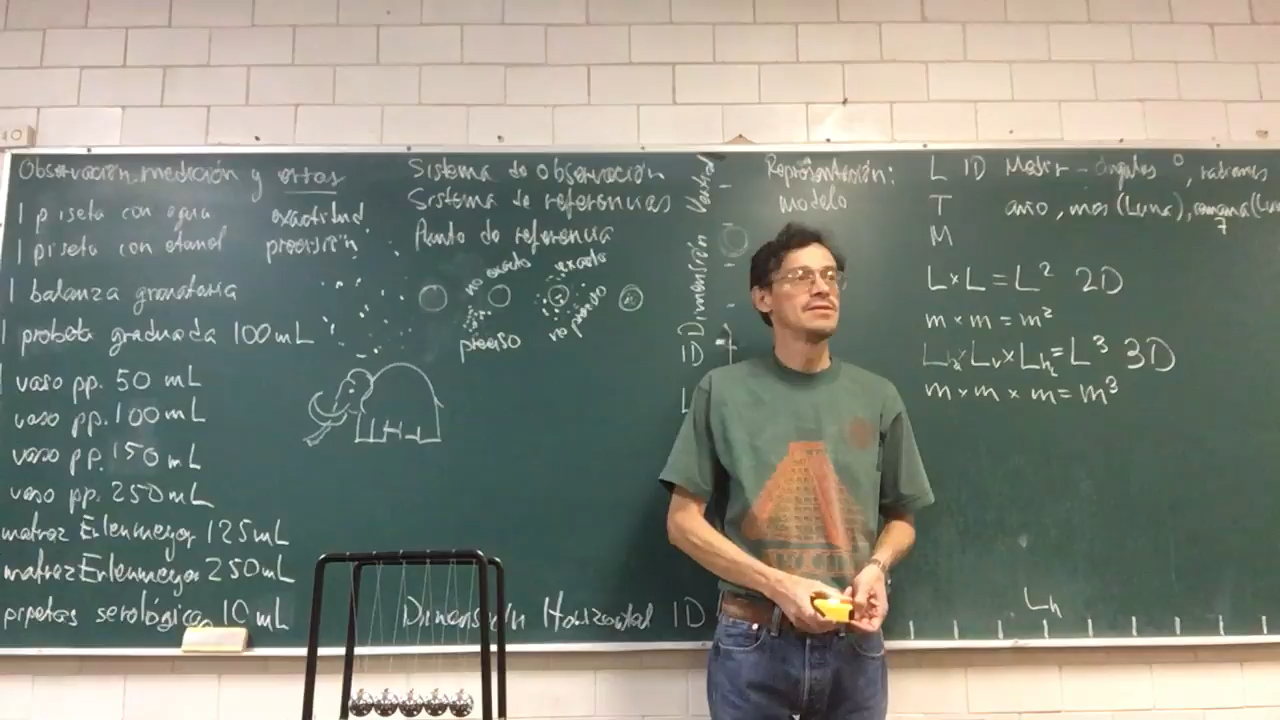 Observación, medición y
1 piseta con agua exactitud
1 piseta con etanol precisión
1 balanza granataria
1 probeta graduada 100 mL
1 vaso pp. 50 mL
vaso pp. 100 mL
vaso pp. 150 mL
vaso pp. 250 mL
matraz Erlenmeyer 125 mL
matraz Erlenmeyer 250 mL
pipetas serológica 10 mL
Sistema de observación
Sistema de referencias
Punto de referencia
no exacto
preciso
exacto
no preciso
Dimensión Vertical
1D
L
Dimensión Horizontal 1D
Representación:
modelo
L 1D Medir - ángulos °, radianes
T año, mes (Luna), semana
7
M
L×L = L² 2D
m×m = m²
L×Lv×L = L³ 3D
m×m×m = m³
Lh